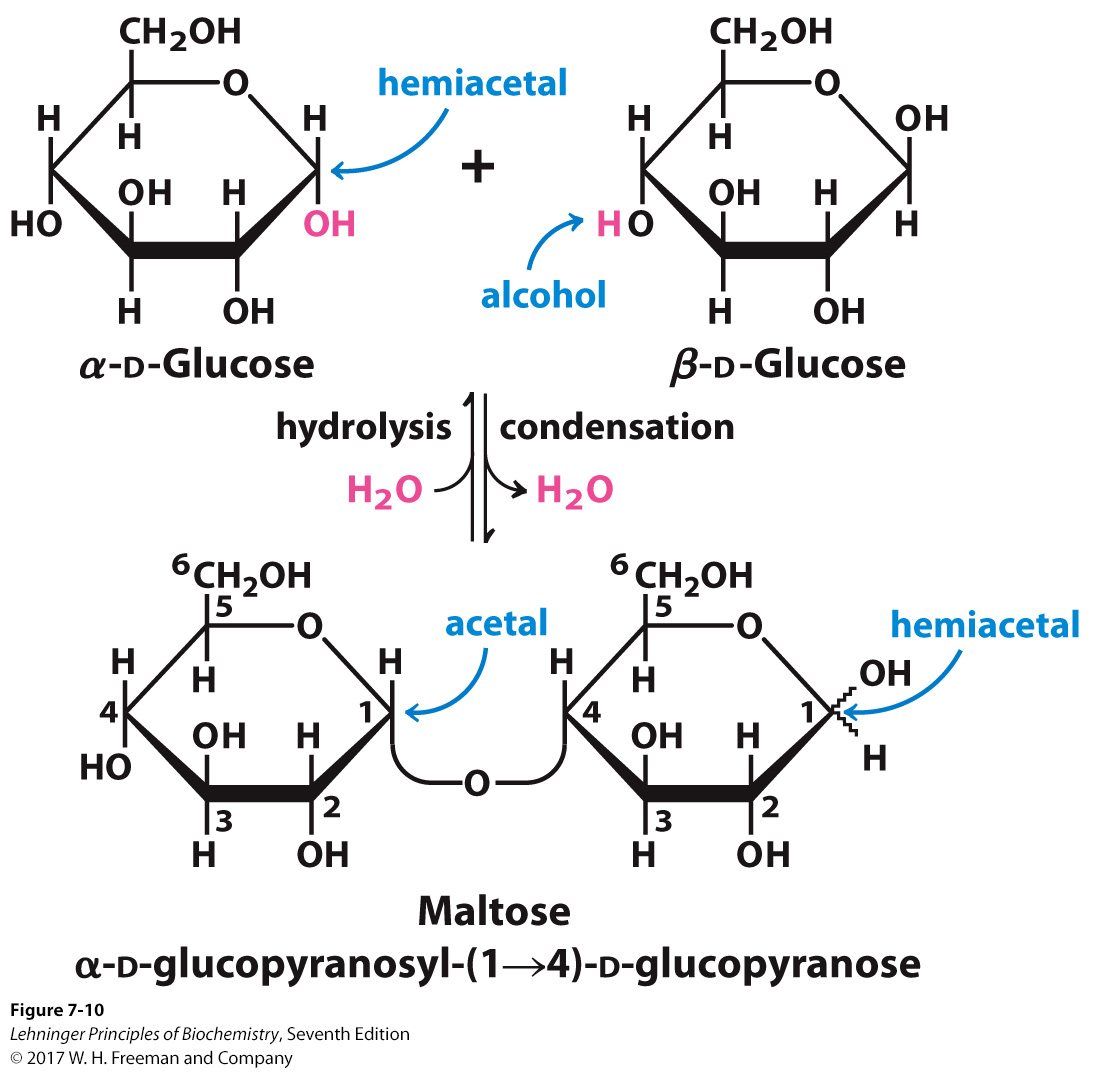 CH₂OH CH₂OH
O hemiacetal O
H H H OH
H H
OH H + OH H
HO OH HO H
alcohol
H OH H OH
α-D-Glucose β-D-Glucose
hydrolysis condensation
H₂O H₂O
⁶CH₂OH ⁶CH₂OH
5 O acetal 5 O hemiacetal
H H H OH
H H
4 1 4 1
OH H OH H
HO H
O
3 2 3 2
H OH H OH
Maltose
α-D-glucopyranosyl-(1→4)-D-glucopyranose
Figure 7-10
Lehninger Principles of Biochemistry, Seventh Edition
© 2017 W. H. Freeman and Company